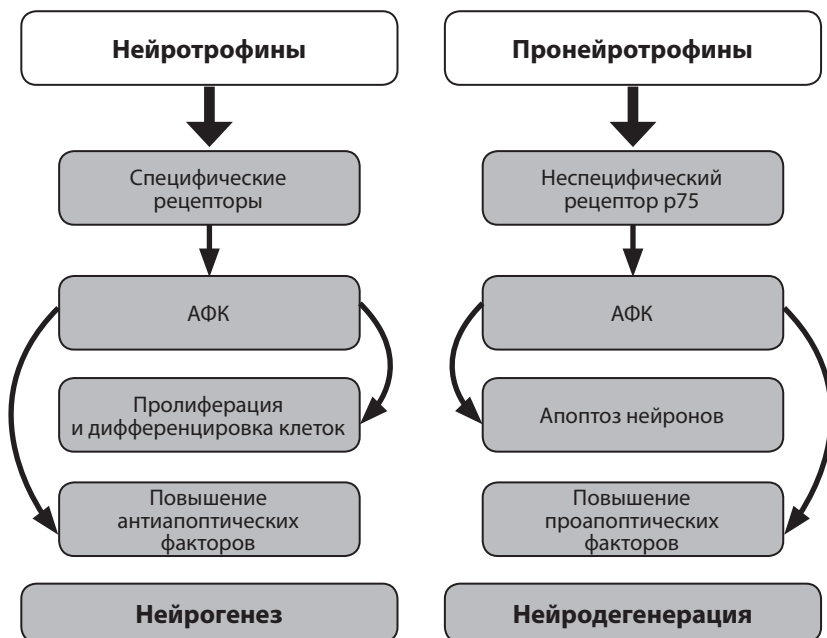 Нейротрофины
Специфические
рецепторы
АФК
Пролиферация
и дифференцировка клеток
Повышение
антиапоптических
факторов
Нейрогенез
Пронейротрофины
Неспецифический
рецептор p75
АФК
Апоптоз нейронов
Повышение
проапоптических
факторов
Нейродегенерация